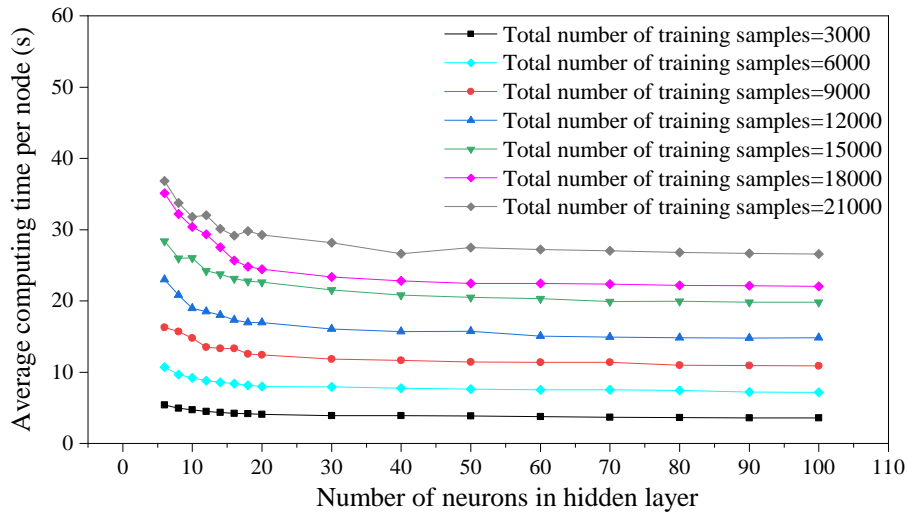 Average computing time per node (s)
60
50
40
30
20
10
0
Total number of training samples=3000
Total number of training samples=6000
Total number of training samples=9000
Total number of training samples=12000
Total number of training samples=15000
Total number of training samples=18000
Total number of training samples=21000
0 10 20 30 40 50 60 70 80 90 100 110
Number of neurons in hidden layer